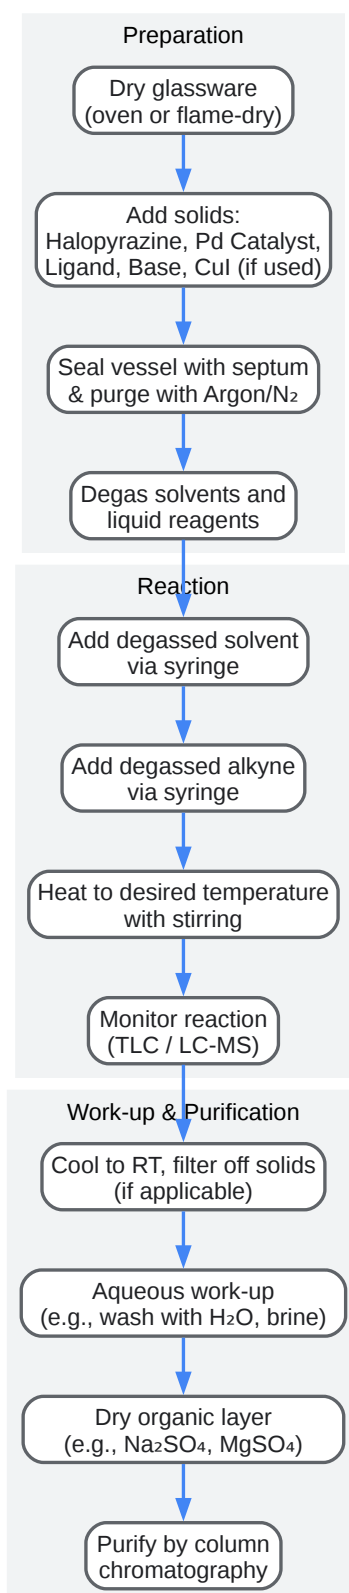 Preparation
Dry glassware
(oven or flame-dry)
Add solids:
Halopyrazine, Pd Catalyst,
Ligand, Base, CuI (if used)
Seal vessel with septum
& purge with Argon/N₂
Degas solvents and
liquid reagents
Reaction
Add degassed solvent
via syringe
Add degassed alkyne
via syringe
Heat to desired temperature
with stirring
Monitor reaction
(TLC / LC-MS)
Work-up & Purification
Cool to RT, filter off solids
(if applicable)
Aqueous work-up
(e.g., wash with H₂O, brine)
Dry organic layer
(e.g., Na₂SO₄, MgSO₄)
Purify by column
chromatography